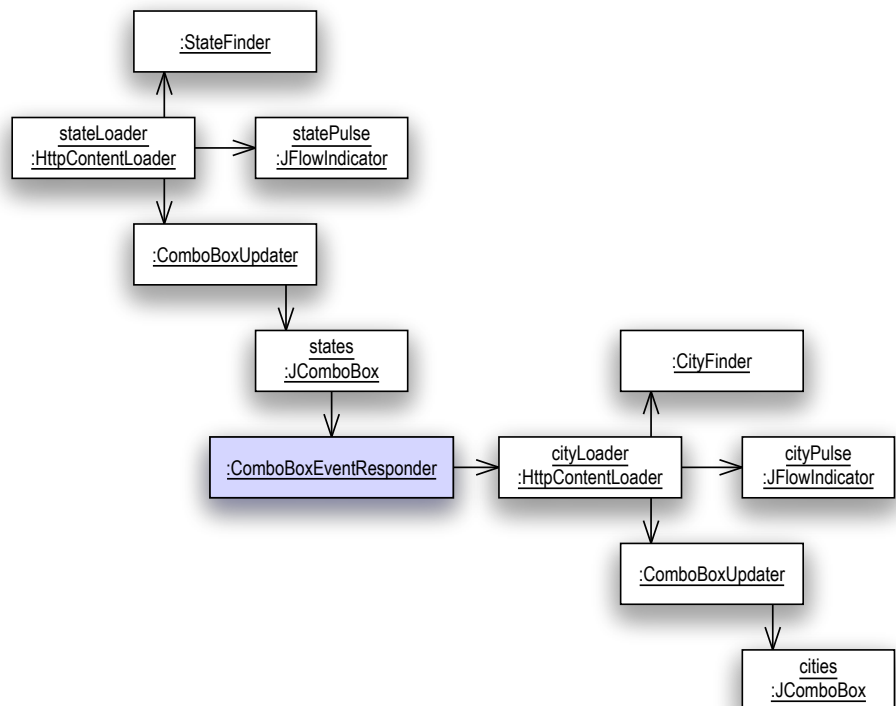 :StateFinder
stateLoader
:HttpContentLoader
statePulse
:JFlowIndicator
:ComboBoxUpdater
states
:JComboBox
:CityFinder
:ComboBoxEventResponder
cityLoader
:HttpContentLoader
cityPulse
:JFlowIndicator
:ComboBoxUpdater
cities
:JComboBox